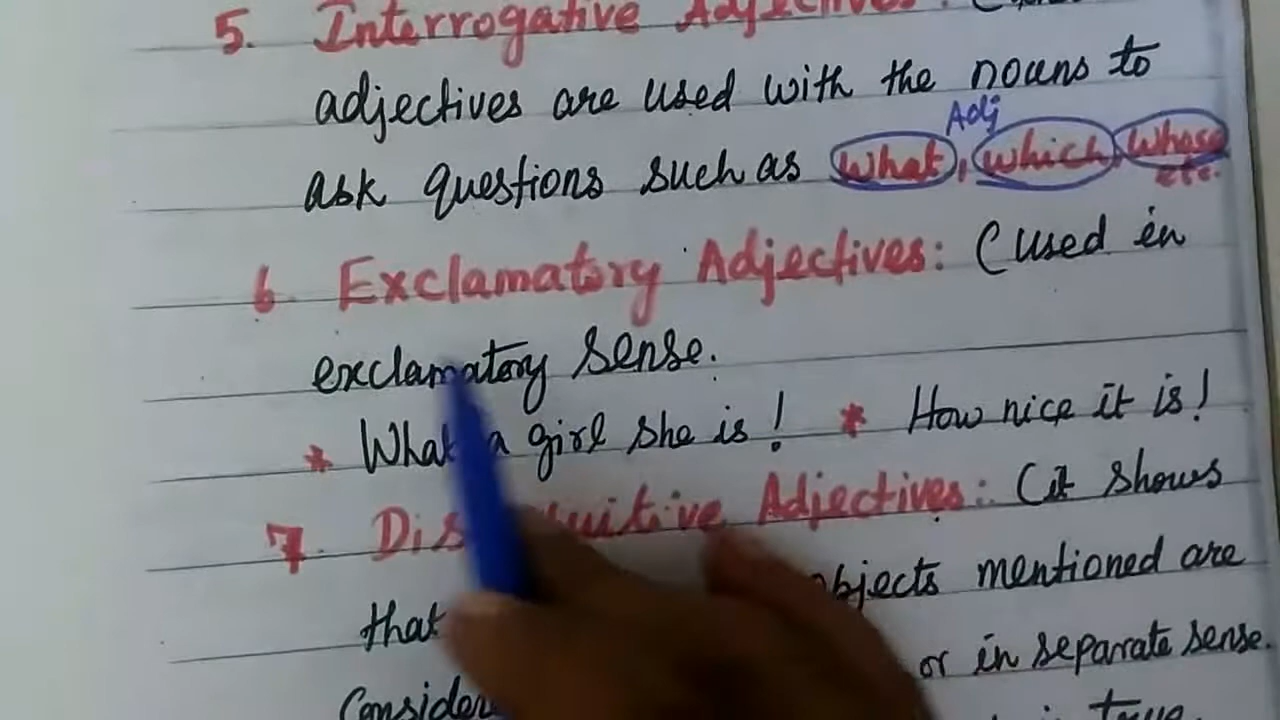 5. Interrogative Adjectives:
adjectives are used with the nouns to
Adj
ask questions such as What, which, whose
etc.
6. Exclamatory Adjectives: (used in
exclamatory sense.
* What a girl she is! * How nice it is!
7. Adjectives: (it shows
that objects mentioned are
or in separate sense.